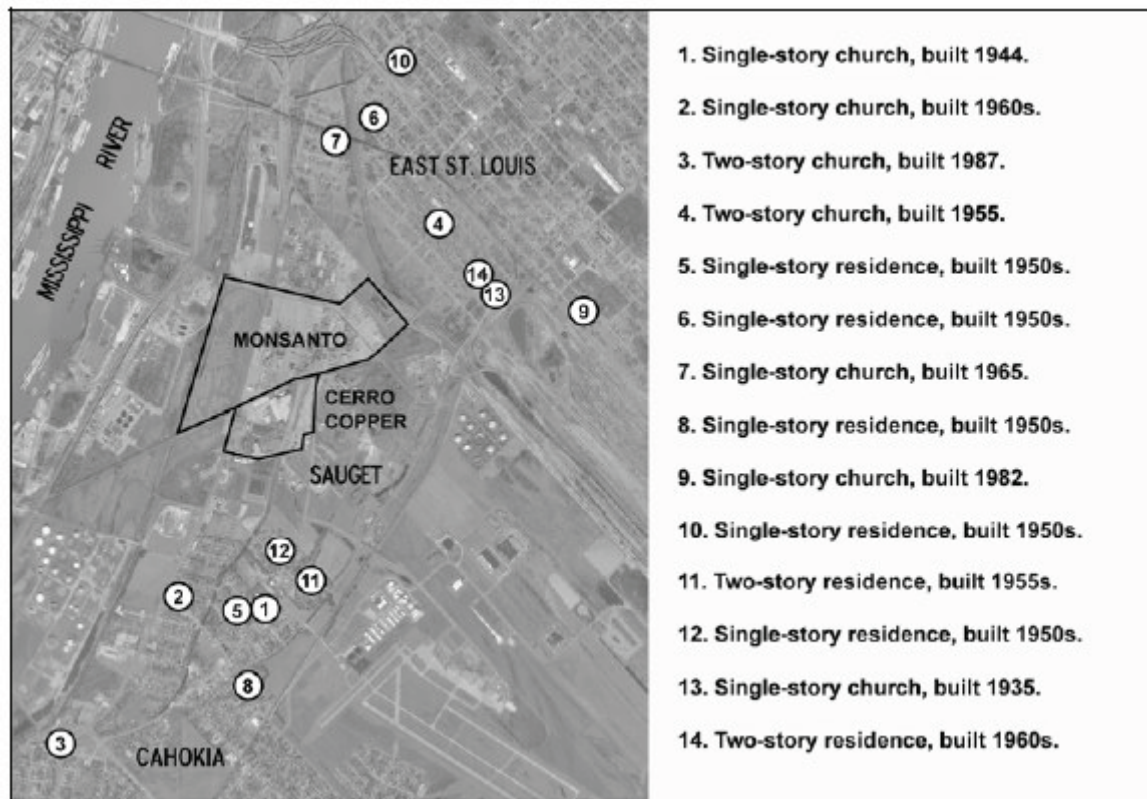 10
6
7
EAST ST. LOUIS
MISSISSIPPI RIVER
4
14
13
9
MONSANTO
CERRO
COPPER
SAUGET
12
11
2
5
1
8
3
CAHOKIA
1. Single-story church, built 1944.
2. Single-story church, built 1960s.
3. Two-story church, built 1987.
4. Two-story church, built 1955.
5. Single-story residence, built 1950s.
6. Single-story residence, built 1950s.
7. Single-story church, built 1965.
8. Single-story residence, built 1950s.
9. Single-story church, built 1982.
10. Single-story residence, built 1950s.
11. Two-story residence, built 1955s.
12. Single-story residence, built 1950s.
13. Single-story church, built 1935.
14. Two-story residence, built 1960s.